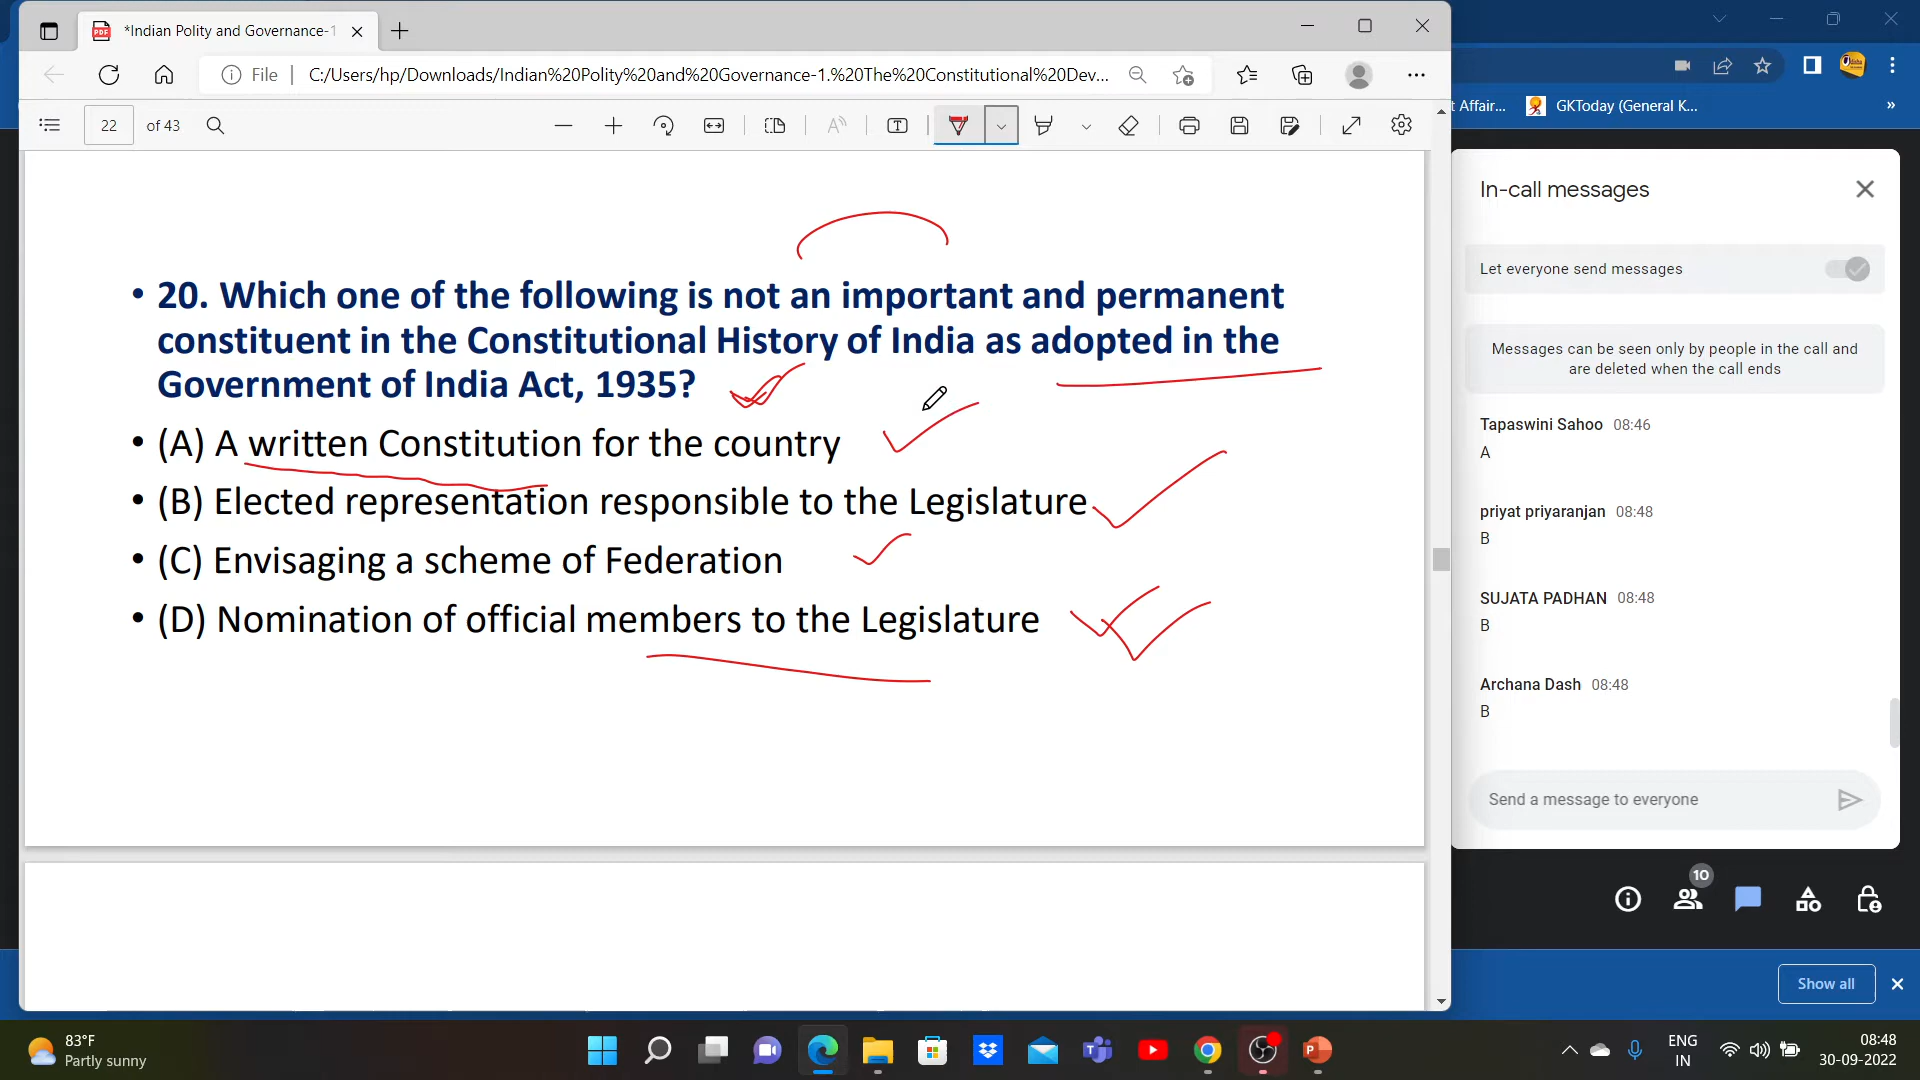 *Indian Polity and Governance-1
File
C:/Users/hp/Downloads/Indian%20Polity%20and%20Governance-1.%20The%20Constitutional%20Dev...
22 of 43
t Affair...
GKToday (General K...
• 20. Which one of the following is not an important and permanent
constituent in the Constitutional History of India as adopted in the
Government of India Act, 1935?
• (A) A written Constitution for the country
• (B) Elected representation responsible to the Legislature
• (C) Envisaging a scheme of Federation
• (D) Nomination of official members to the Legislature
In-call messages
Let everyone send messages
Messages can be seen only by people in the call and
are deleted when the call ends
Tapaswini Sahoo 08:46
A
priyat priyaranjan 08:48
B
SUJATA PADHAN 08:48
B
Archana Dash 08:48
B
Send a message to everyone
10
Show all
83°F
Partly sunny
ENG
IN
08:48
30-09-2022